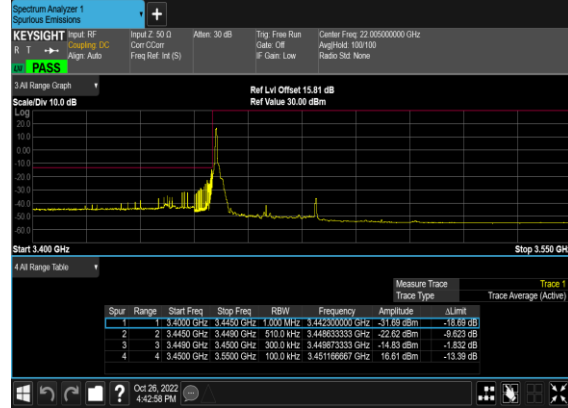 Spectrum Analyzer 1
Spurious Emissions
+
KEYSIGHT Input: RF Input Z: 50 Ω Atten: 30 dB Trig: Free Run Center Freq: 22.005000000 GHz
R T Coupling: DC Corr CCorr Gate: Off Avg|Hold: 100/100
Align: Auto Freq Ref: Int (S) IF Gain: Low Radio Std: None
PASS
3 All Range Graph
Ref Lvl Offset 15.81 dB
Scale/Div 10.0 dB Ref Value 30.00 dBm
Log
20.0
10.0
0.00
-10.0
-20.0
-30.0
-40.0
-50.0
-60.0
Start 3.400 GHz Stop 3.550 GH
4 All Range Table
Measure Trace Trace 1
Trace Type Trace Average (Active)
Spur Range Start Freq Stop Freq RBW Frequency Amplitude ΔLimit
1 1 3.4000 GHz 3.4450 GHz 1.000 MHz 3.442300000 GHz -31.69 dBm -18.69 dB
2 2 3.4450 GHz 3.4490 GHz 510.0 kHz 3.448633333 GHz -22.62 dBm -9.623 dB
3 3 3.4490 GHz 3.4500 GHz 300.0 kHz 3.449873333 GHz -14.83 dBm -1.832 dB
4 4 3.4500 GHz 3.5500 GHz 100.0 kHz 3.451166667 GHz 16.61 dBm -13.39 dB
? Oct 26, 2022
4:42:58 PM